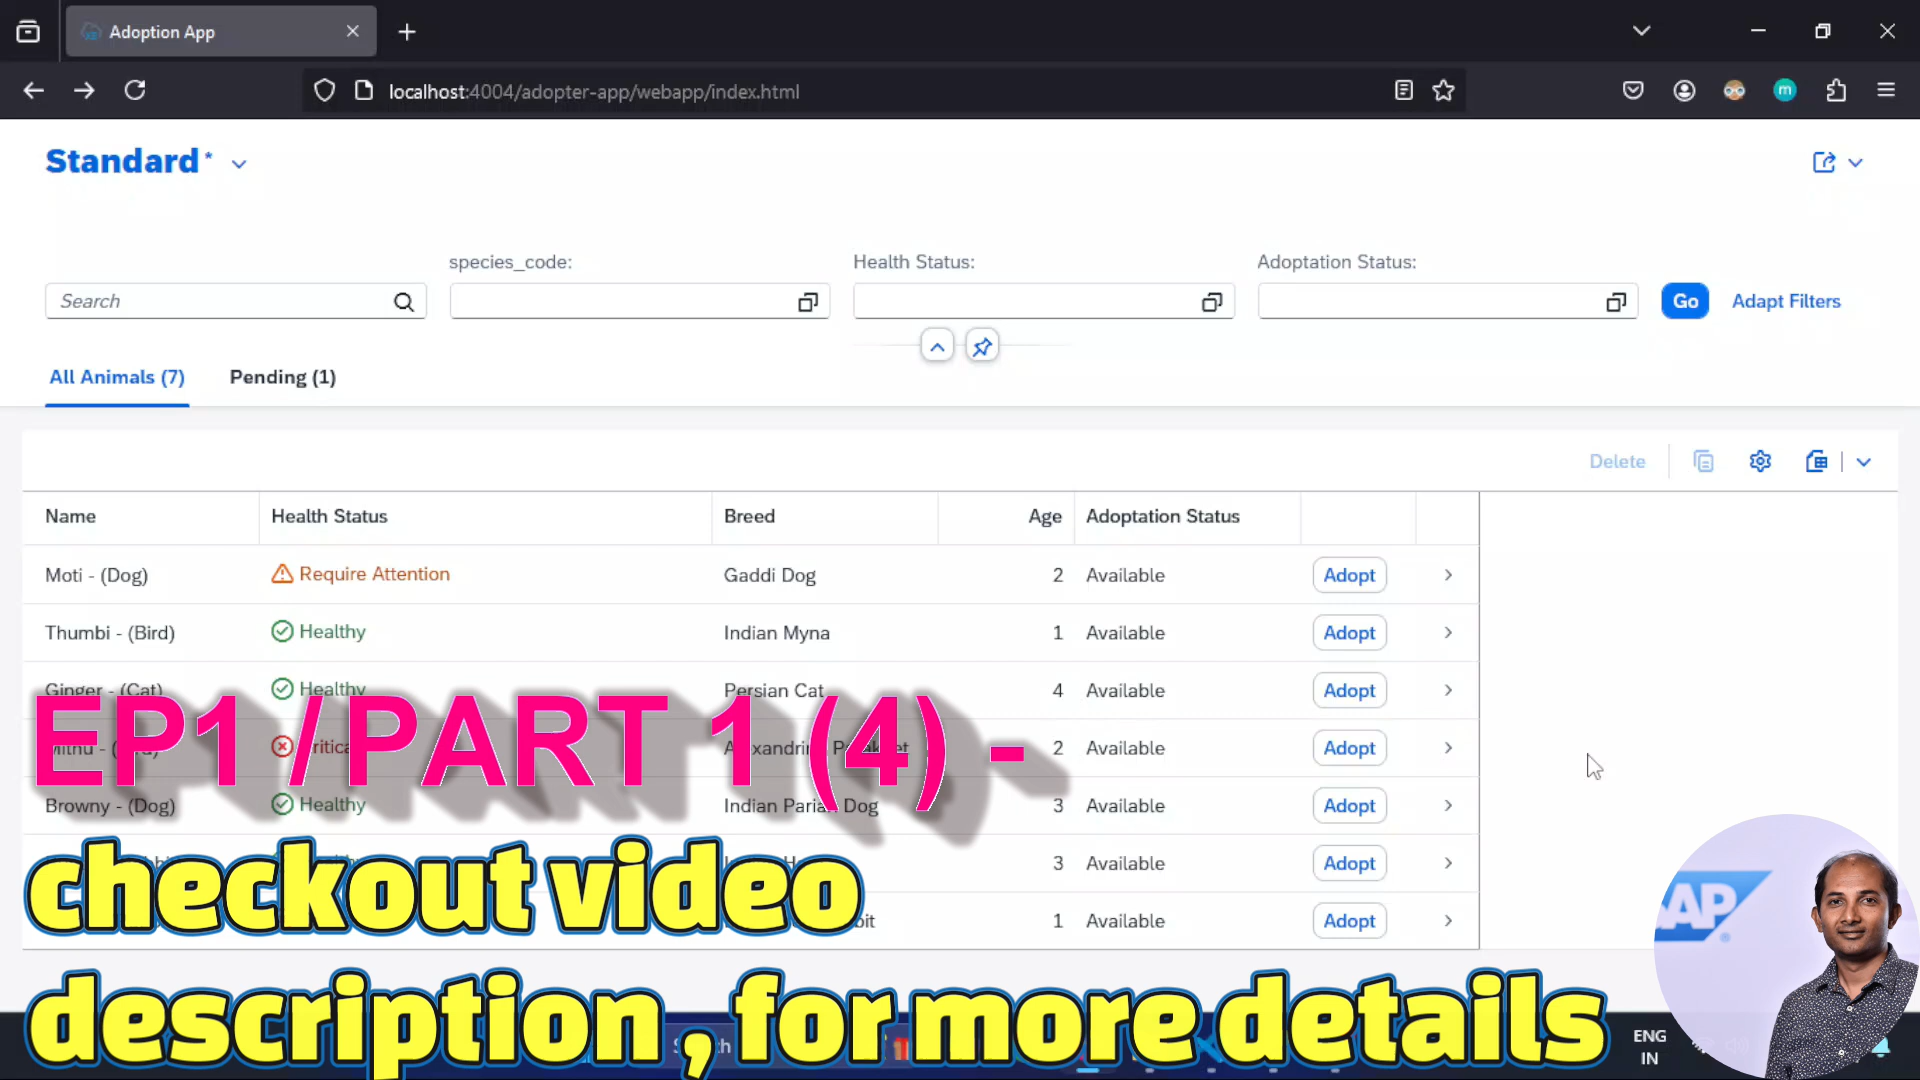 Adoption App
localhost:4004/adopter-app/webapp/index.html
Standard *
species_code:
Health Status:
Adoptation Status:
Search
Go
Adapt Filters
All Animals (7)
Pending (1)
Delete
Name Health Status Breed Age Adoptation Status
Moti - (Dog) Require Attention Gaddi Dog 2 Available Adopt
Thumbi - (Bird) Healthy Indian Myna 1 Available Adopt
Ginger - (Cat) Healthy Persian Cat 4 Available Adopt
2 Available Adopt
EP1 / PART 1 (4) -
Browny - (Dog) Healthy Indian Pariah Dog 3 Available Adopt
3 Available Adopt
checkout video
1 Available Adopt
description , for more details
SAP
m
ENG
IN